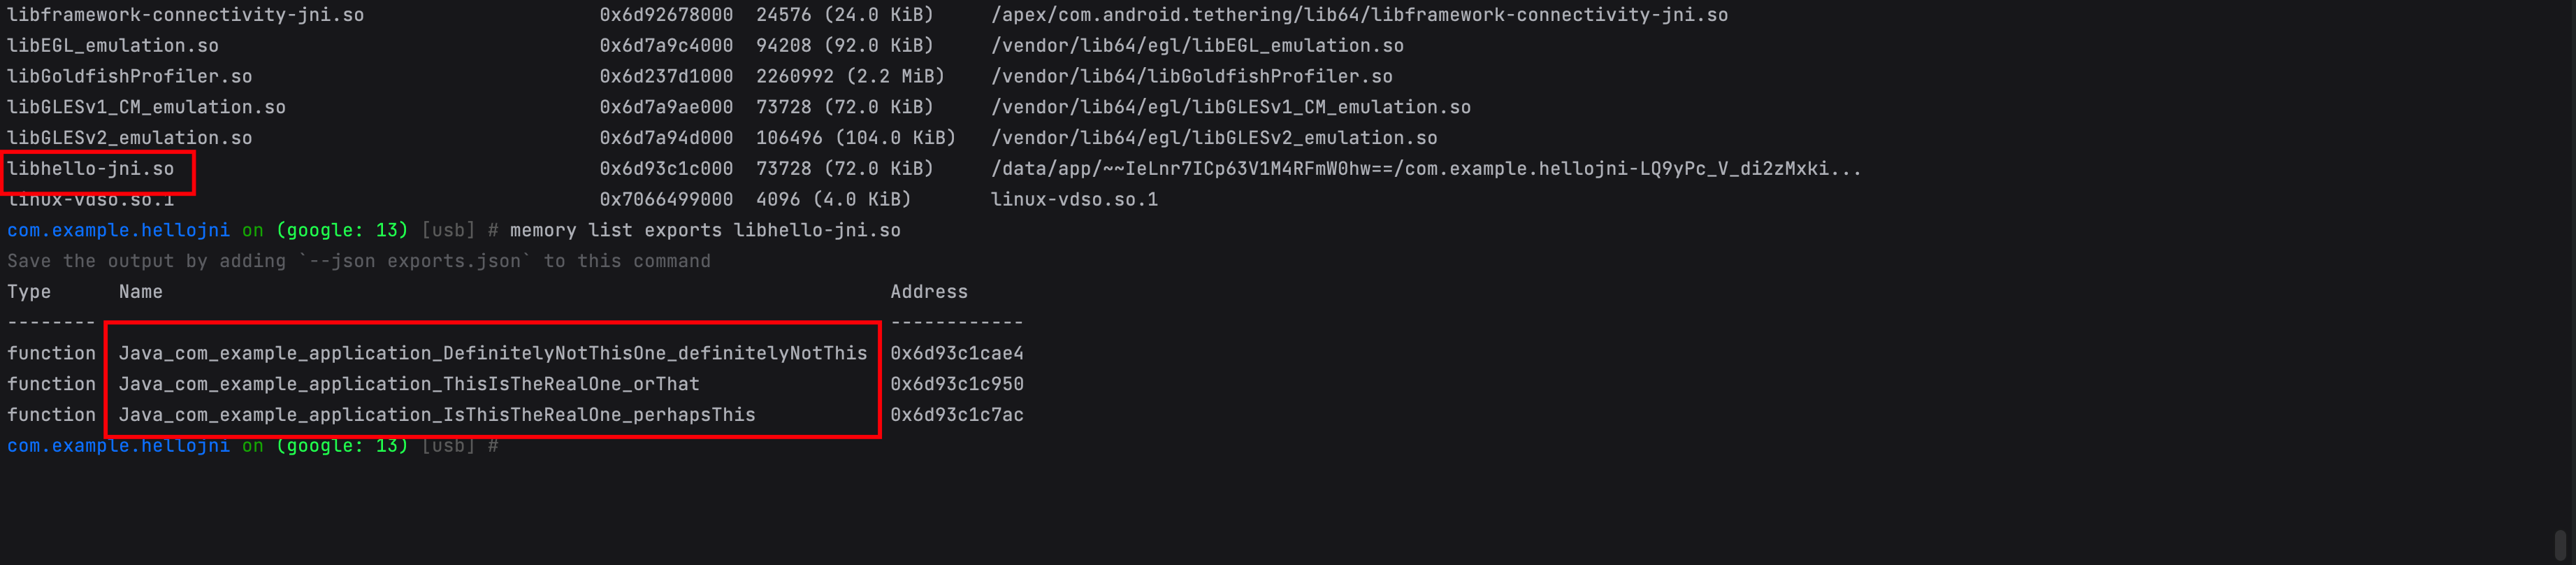 libframework-connectivity-jni.so 0x6d92678000 24576 (24.0 KiB) /apex/com.android.tethering/lib64/libframework-connectivity-jni.so
libEGL_emulation.so 0x6d7a9c4000 94208 (92.0 KiB) /vendor/lib64/egl/libEGL_emulation.so
libGoldfishProfiler.so 0x6d237d1000 2260992 (2.2 MiB) /vendor/lib64/libGoldfishProfiler.so
libGLESv1_CM_emulation.so 0x6d7a9ae000 73728 (72.0 KiB) /vendor/lib64/egl/libGLESv1_CM_emulation.so
libGLESv2_emulation.so 0x6d7a94d000 106496 (104.0 KiB) /vendor/lib64/egl/libGLESv2_emulation.so
libhello-jni.so 0x6d93c1c000 73728 (72.0 KiB) /data/app/~~IeLnr7ICp63V1M4RFmW0hw==/com.example.hellojni-LQ9yPc_V_di2zMxki...
linux-vdso.so.1 0x7066499000 4096 (4.0 KiB) linux-vdso.so.1
com.example.hellojni on (google: 13) [usb] # memory list exports libhello-jni.so
Save the output by adding `--json exports.json` to this command
Type Name Address
-------- ------------
function Java_com_example_application_DefinitelyNotThisOne_definitelyNotThis 0x6d93c1cae4
function Java_com_example_application_ThisIsTheRealOne_orThat 0x6d93c1c950
function Java_com_example_application_IsThisTheRealOne_perhapsThis 0x6d93c1c7ac
com.example.hellojni on (google: 13) [usb] #